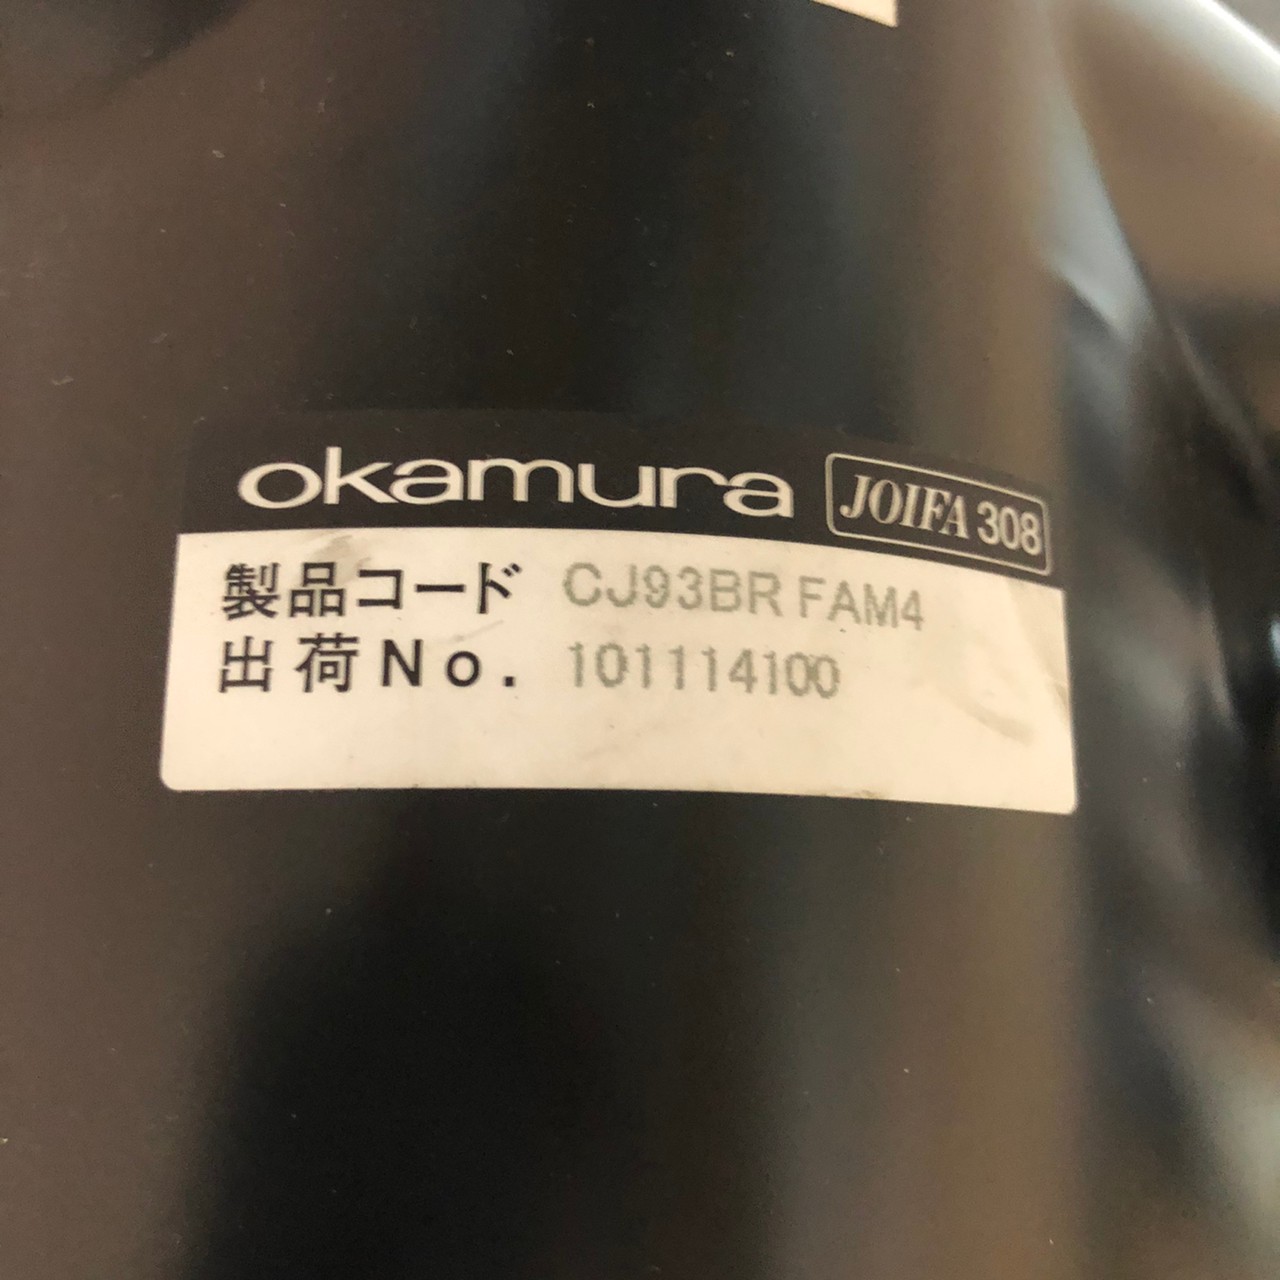 okamura JOIFA 308
製品コード CJ93BR FAM4
出荷No. 101114100